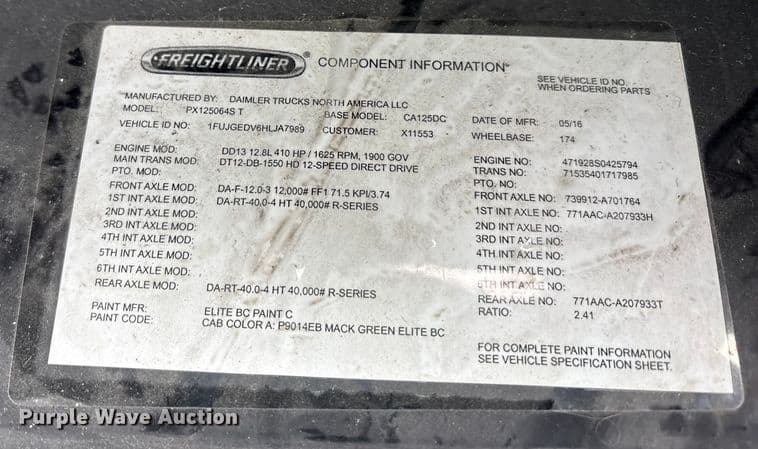 FREIGHTLINER® COMPONENT INFORMATION
SEE VEHICLE ID NO.
WHEN ORDERING PARTS
MANUFACTURED BY: DAIMLER TRUCKS NORTH AMERICA LLC
MODEL: PX125064S T BASE MODEL: CA125DC DATE OF MFR: 05/16
VEHICLE ID NO: 1FUJGEDV6HLJA7989 CUSTOMER: X11553 WHEELBASE: 174
ENGINE MOD: DD13 12.8L 410 HP / 1625 RPM, 1900 GOV ENGINE NO: 471928S0425794
MAIN TRANS MOD: DT12-DB-1550 HD 12-SPEED DIRECT DRIVE TRANS NO: 71535401717985
PTO. MOD: PTO. NO:
FRONT AXLE MOD: DA-F-12.0-3 12,000# FF1 71.5 KPI/3.74 FRONT AXLE NO: 739912-A701764
1ST INT AXLE MOD: DA-RT-40.0-4 HT 40,000# R-SERIES 1ST INT AXLE NO: 771AAC-A207933H
2ND INT AXLE MOD: 2ND INT AXLE NO:
3RD INT AXLE MOD: 3RD INT AXLE NO:
4TH INT AXLE MOD: 4TH INT AXLE NO:
5TH INT AXLE MOD: 5TH INT AXLE NO:
6TH INT AXLE MOD: 6TH INT AXLE NO:
REAR AXLE MOD: DA-RT-40.0-4 HT 40,000# R-SERIES REAR AXLE NO: 771AAC-A207933T
RATIO: 2.41
PAINT MFR: ELITE BC PAINT C
PAINT CODE: CAB COLOR A: P9014EB MACK GREEN ELITE BC
FOR COMPLETE PAINT INFORMATION
SEE VEHICLE SPECIFICATION SHEET.
Purple Wave Auction